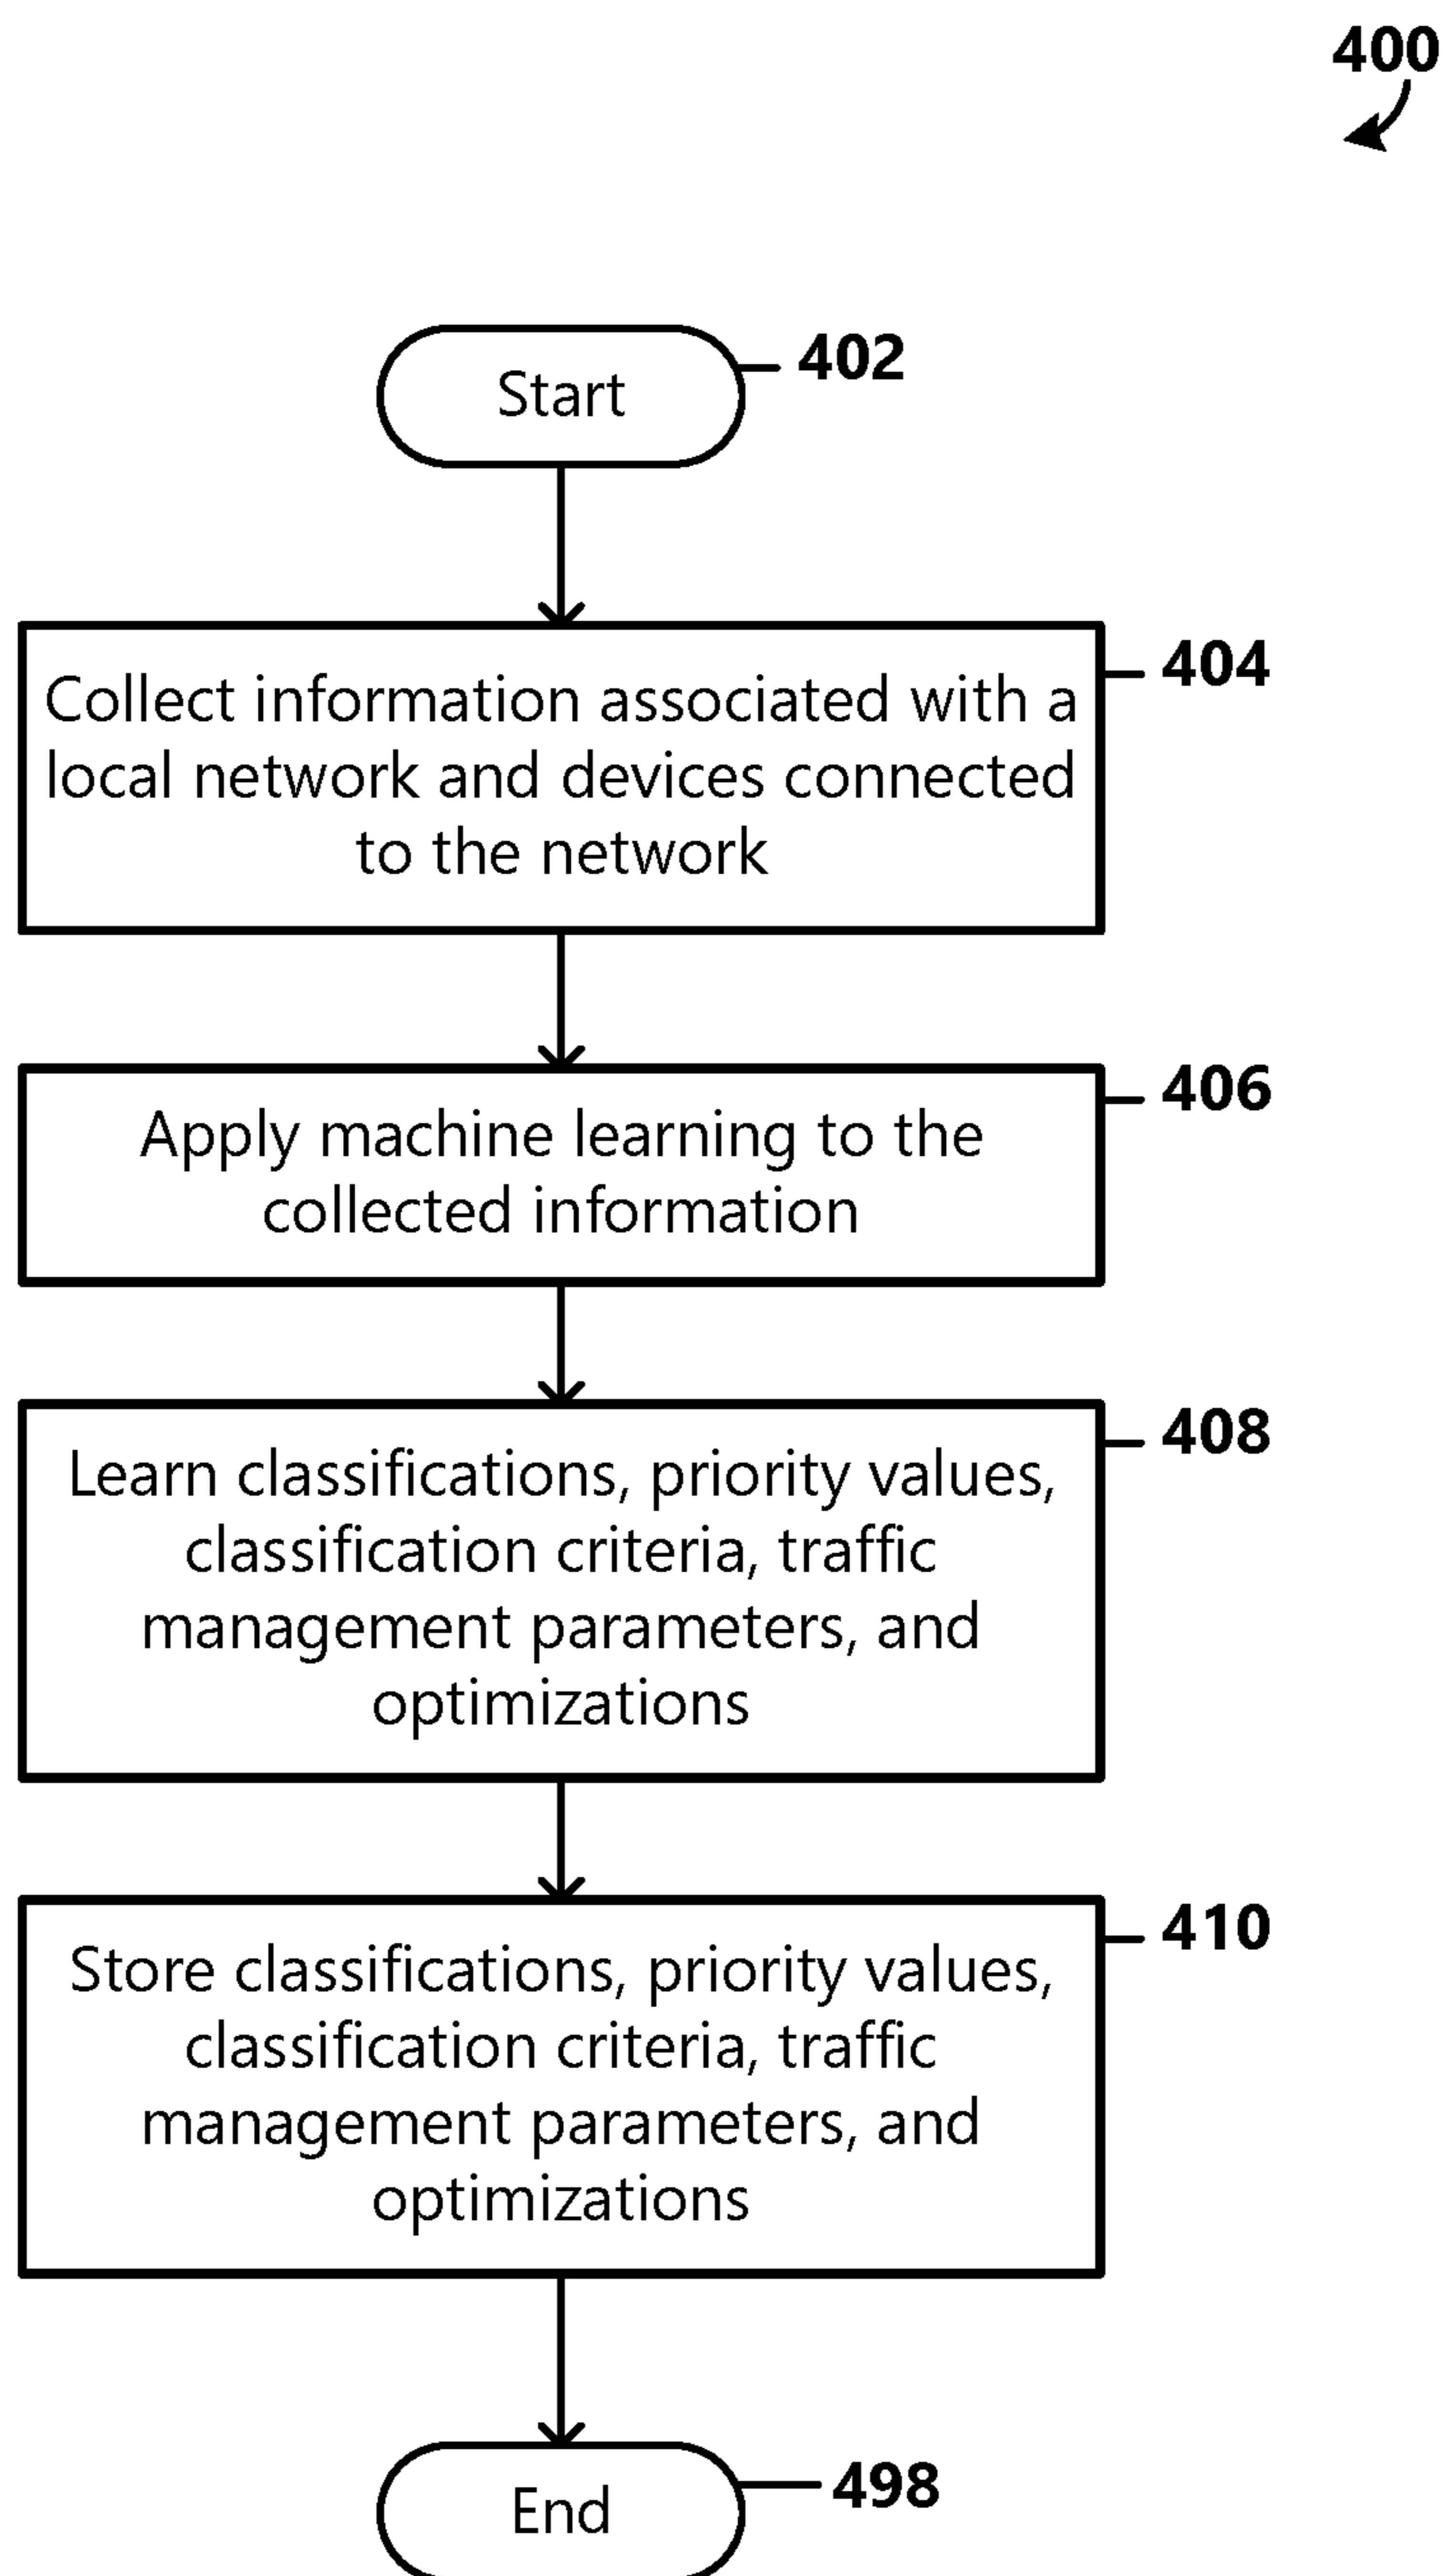 400
Start
402
Collect information associated with a
local network and devices connected
to the network
404
Apply machine learning to the
collected information
406
Learn classifications, priority values,
classification criteria, traffic
management parameters, and
optimizations
408
Store classifications, priority values,
classification criteria, traffic
management parameters, and
optimizations
410
End
498